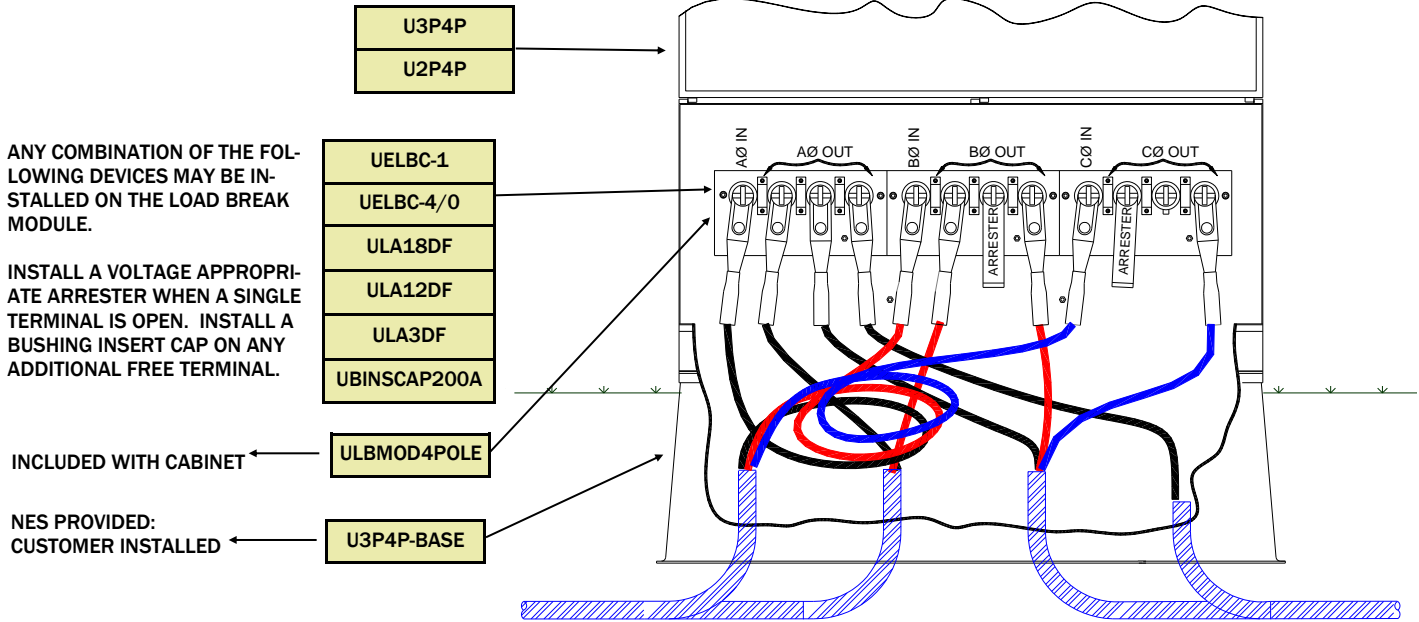 U3P4P
U2P4P
ANY COMBINATION OF THE FOL-
LOWING DEVICES MAY BE IN-
STALLED ON THE LOAD BREAK
MODULE.
INSTALL A VOLTAGE APPROPRI-
ATE ARRESTER WHEN A SINGLE
TERMINAL IS OPEN. INSTALL A
BUSHING INSERT CAP ON ANY
ADDITIONAL FREE TERMINAL.
UELBC-1
UELBC-4/0
ULA18DF
ULA12DF
ULA3DF
UBINSCAP200A
INCLUDED WITH CABINET
ULBMOD4POLE
NES PROVIDED:
CUSTOMER INSTALLED
U3P4P-BASE
AØ IN
AØ OUT
BØ IN
BØ OUT
CØ IN
CØ OUT
ARRESTER
ARRESTER